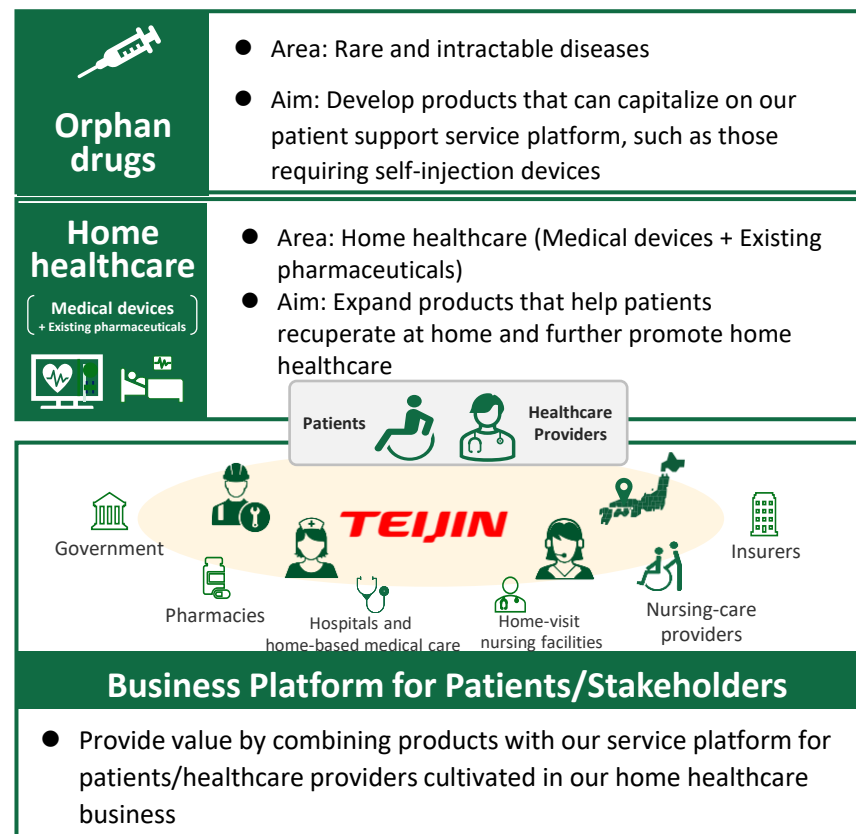 Orphan
drugs
● Area: Rare and intractable diseases
● Aim: Develop products that can capitalize on our
patient support service platform, such as those
requiring self-injection devices
Home
healthcare
Medical devices
+ Existing pharmaceuticals
● Area: Home healthcare (Medical devices + Existing
pharmaceuticals)
● Aim: Expand products that help patients
recuperate at home and further promote home
healthcare
Patients
Healthcare
Providers
TEIJIN
Government
Pharmacies
Hospitals and
home-based medical care
Home-visit
nursing facilities
Nursing-care
providers
Insurers
Business Platform for Patients/Stakeholders
● Provide value by combining products with our service platform for
patients/healthcare providers cultivated in our home healthcare
business